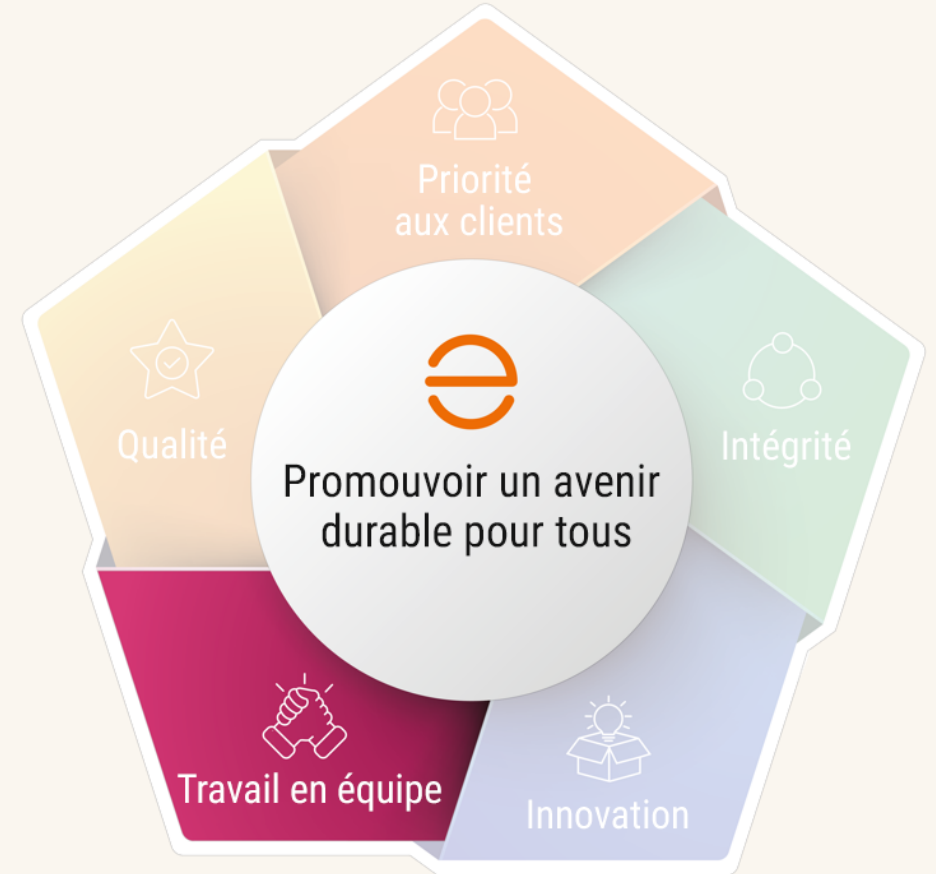 Priorité
aux clients
Qualité
Intégrité
Promouvoir un avenir
durable pour tous
Travail en équipe
Innovation